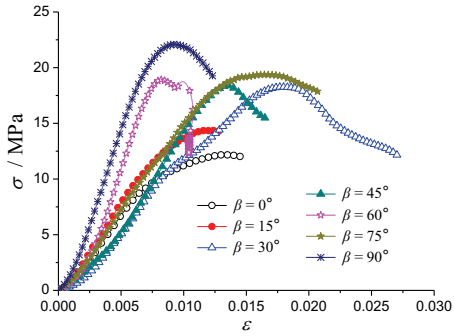 25
20
15
10
5
0
σ / MPa
0.000 0.005 0.010 0.015 0.020 0.025 0.030
ε
β = 0°
β = 15°
β = 30°
β = 45°
β = 60°
β = 75°
β = 90°